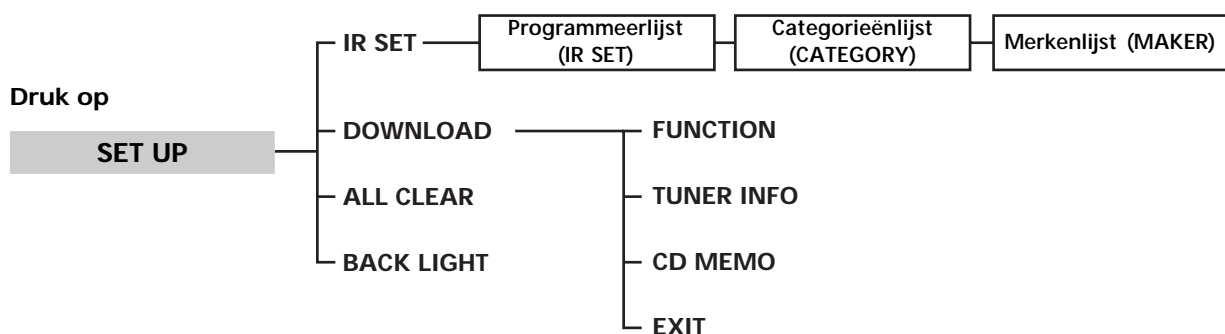 IR SET
Programmeerlijst
(IR SET)
Categorieënlijst
(CATEGORY)
Merkenlijst (MAKER)
Druk op
SET UP
DOWNLOAD
FUNCTION
ALL CLEAR
TUNER INFO
BACK LIGHT
CD MEMO
EXIT